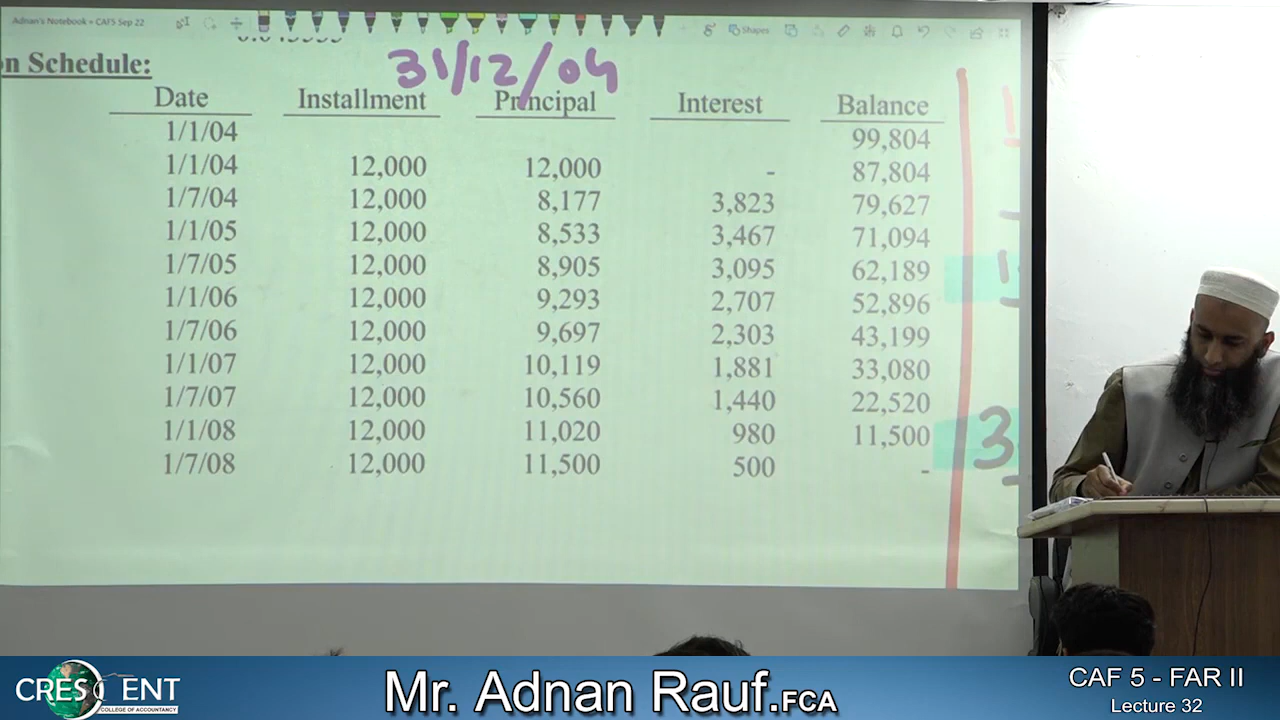 Adnan's Notebook » CAF5 Sep 22
Shapes
n Schedule:
31/12/04
Date Installment Principal Interest Balance
1/1/04 99,804
1/1/04 12,000 12,000 - 87,804
1/7/04 12,000 8,177 3,823 79,627
1/1/05 12,000 8,533 3,467 71,094
1/7/05 12,000 8,905 3,095 62,189
1/1/06 12,000 9,293 2,707 52,896
1/7/06 12,000 9,697 2,303 43,199
1/1/07 12,000 10,119 1,881 33,080
1/7/07 12,000 10,560 1,440 22,520
1/1/08 12,000 11,020 980 11,500
1/7/08 12,000 11,500 500 -
3
CRESCENT
COLLEGE OF ACCOUNTANCY
Mr. Adnan Rauf.FCA
CAF 5 - FAR II
Lecture 32